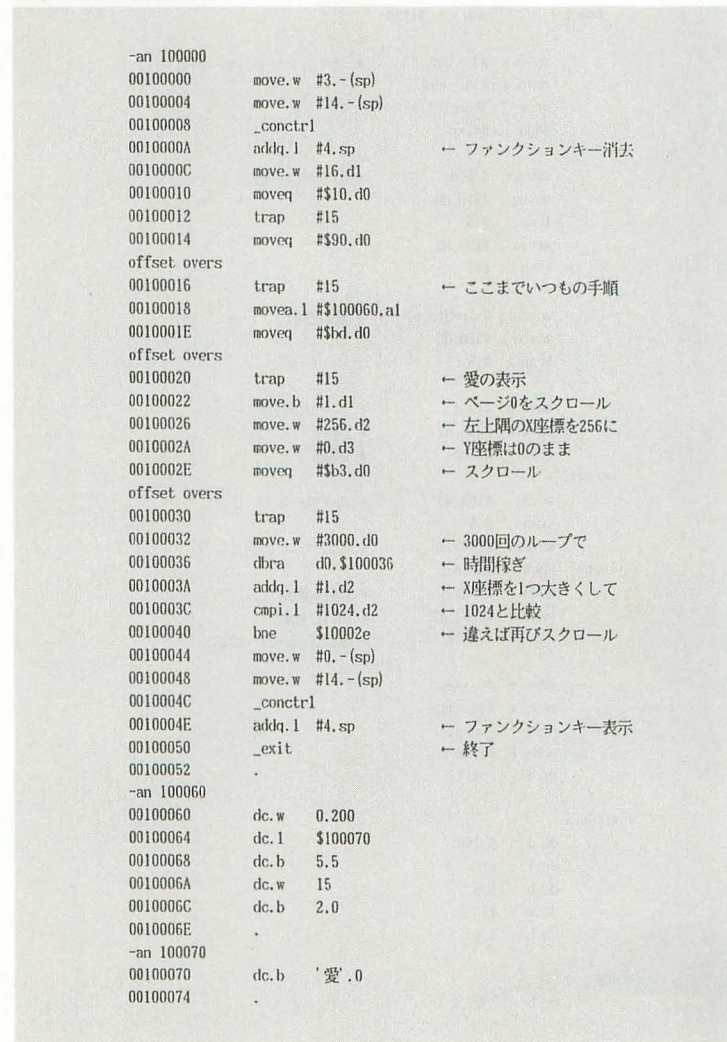 -an 100000
00100000 move.w #3,-(sp)
00100004 move.w #14,-(sp)
00100008 _conctrl
0010000A addq.l #4,sp ← ファンクションキー消去
0010000C move.w #16,d1
00100010 moveq #$10,d0
00100012 trap #15
00100014 moveq #$90,d0
offset overs
00100016 trap #15 ← ここまでいつもの手順
00100018 movea.l #$100060,a1
0010001E moveq #$bd,d0
offset overs
00100020 trap #15 ← 愛の表示
00100022 move.b #1,d1 ← ページ0をスクロール
00100026 move.w #256,d2 ← 左上隅のX座標を256に
0010002A move.w #0,d3 ← Y座標は0のまま
0010002E moveq #$b3,d0 ← スクロール
offset overs
00100030 trap #15
00100032 move.w #3000,d0 ← 3000回のループで
00100036 dbra d0,$100036 ← 時間稼ぎ
0010003A addq.l #1,d2 ← X座標を1つ大きくして
0010003C cmpi.l #1024,d2 ← 1024と比較
00100040 bne $10002e ← 違えば再びスクロール
00100044 move.w #0,-(sp)
00100048 move.w #14,-(sp)
0010004C _conctrl
0010004E addq.l #4,sp ← ファンクションキー表示
00100050 _exit ← 終了
00100052 .
-an 100060
00100060 dc.w 0,200
00100064 dc.l $100070
00100068 dc.b 5,5
0010006A dc.w 15
0010006C dc.b 2,0
0010006E .
-an 100070
00100070 dc.b '愛',0
00100074 .